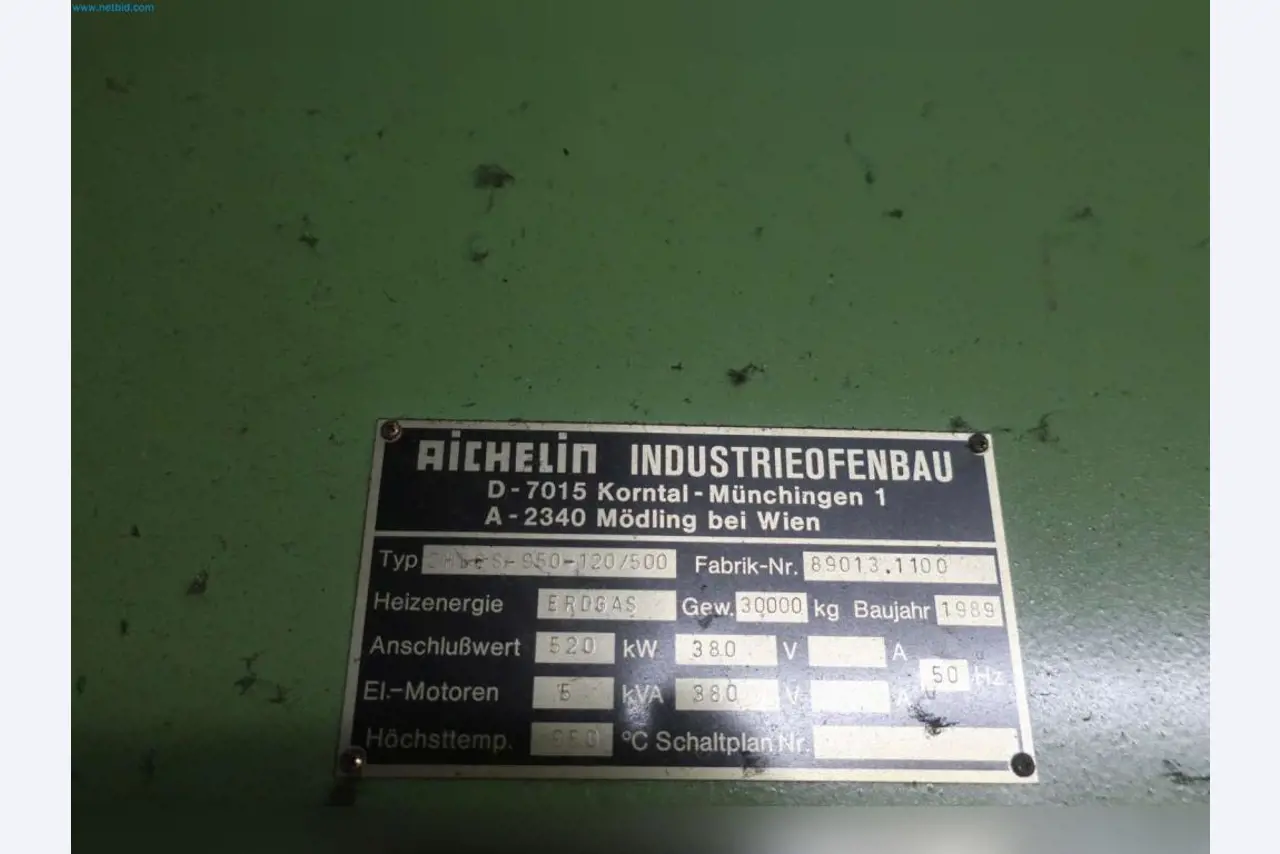 www.netbid.com
AICHELIN INDUSTRIEOFENBAU
D-7015 Korntal-Münchingen 1
A-2340 Mödling bei Wien
Typ Fabrik-Nr. 89013.1100
Heizenergie ERDGAS Gew. 30000 kg Baujahr 1989
Anschlußwert 520 kW 380 V A
50 Hz
El.-Motoren 5 kVA 380 V A
Höchsttemp. 950 °C Schaltplan Nr.